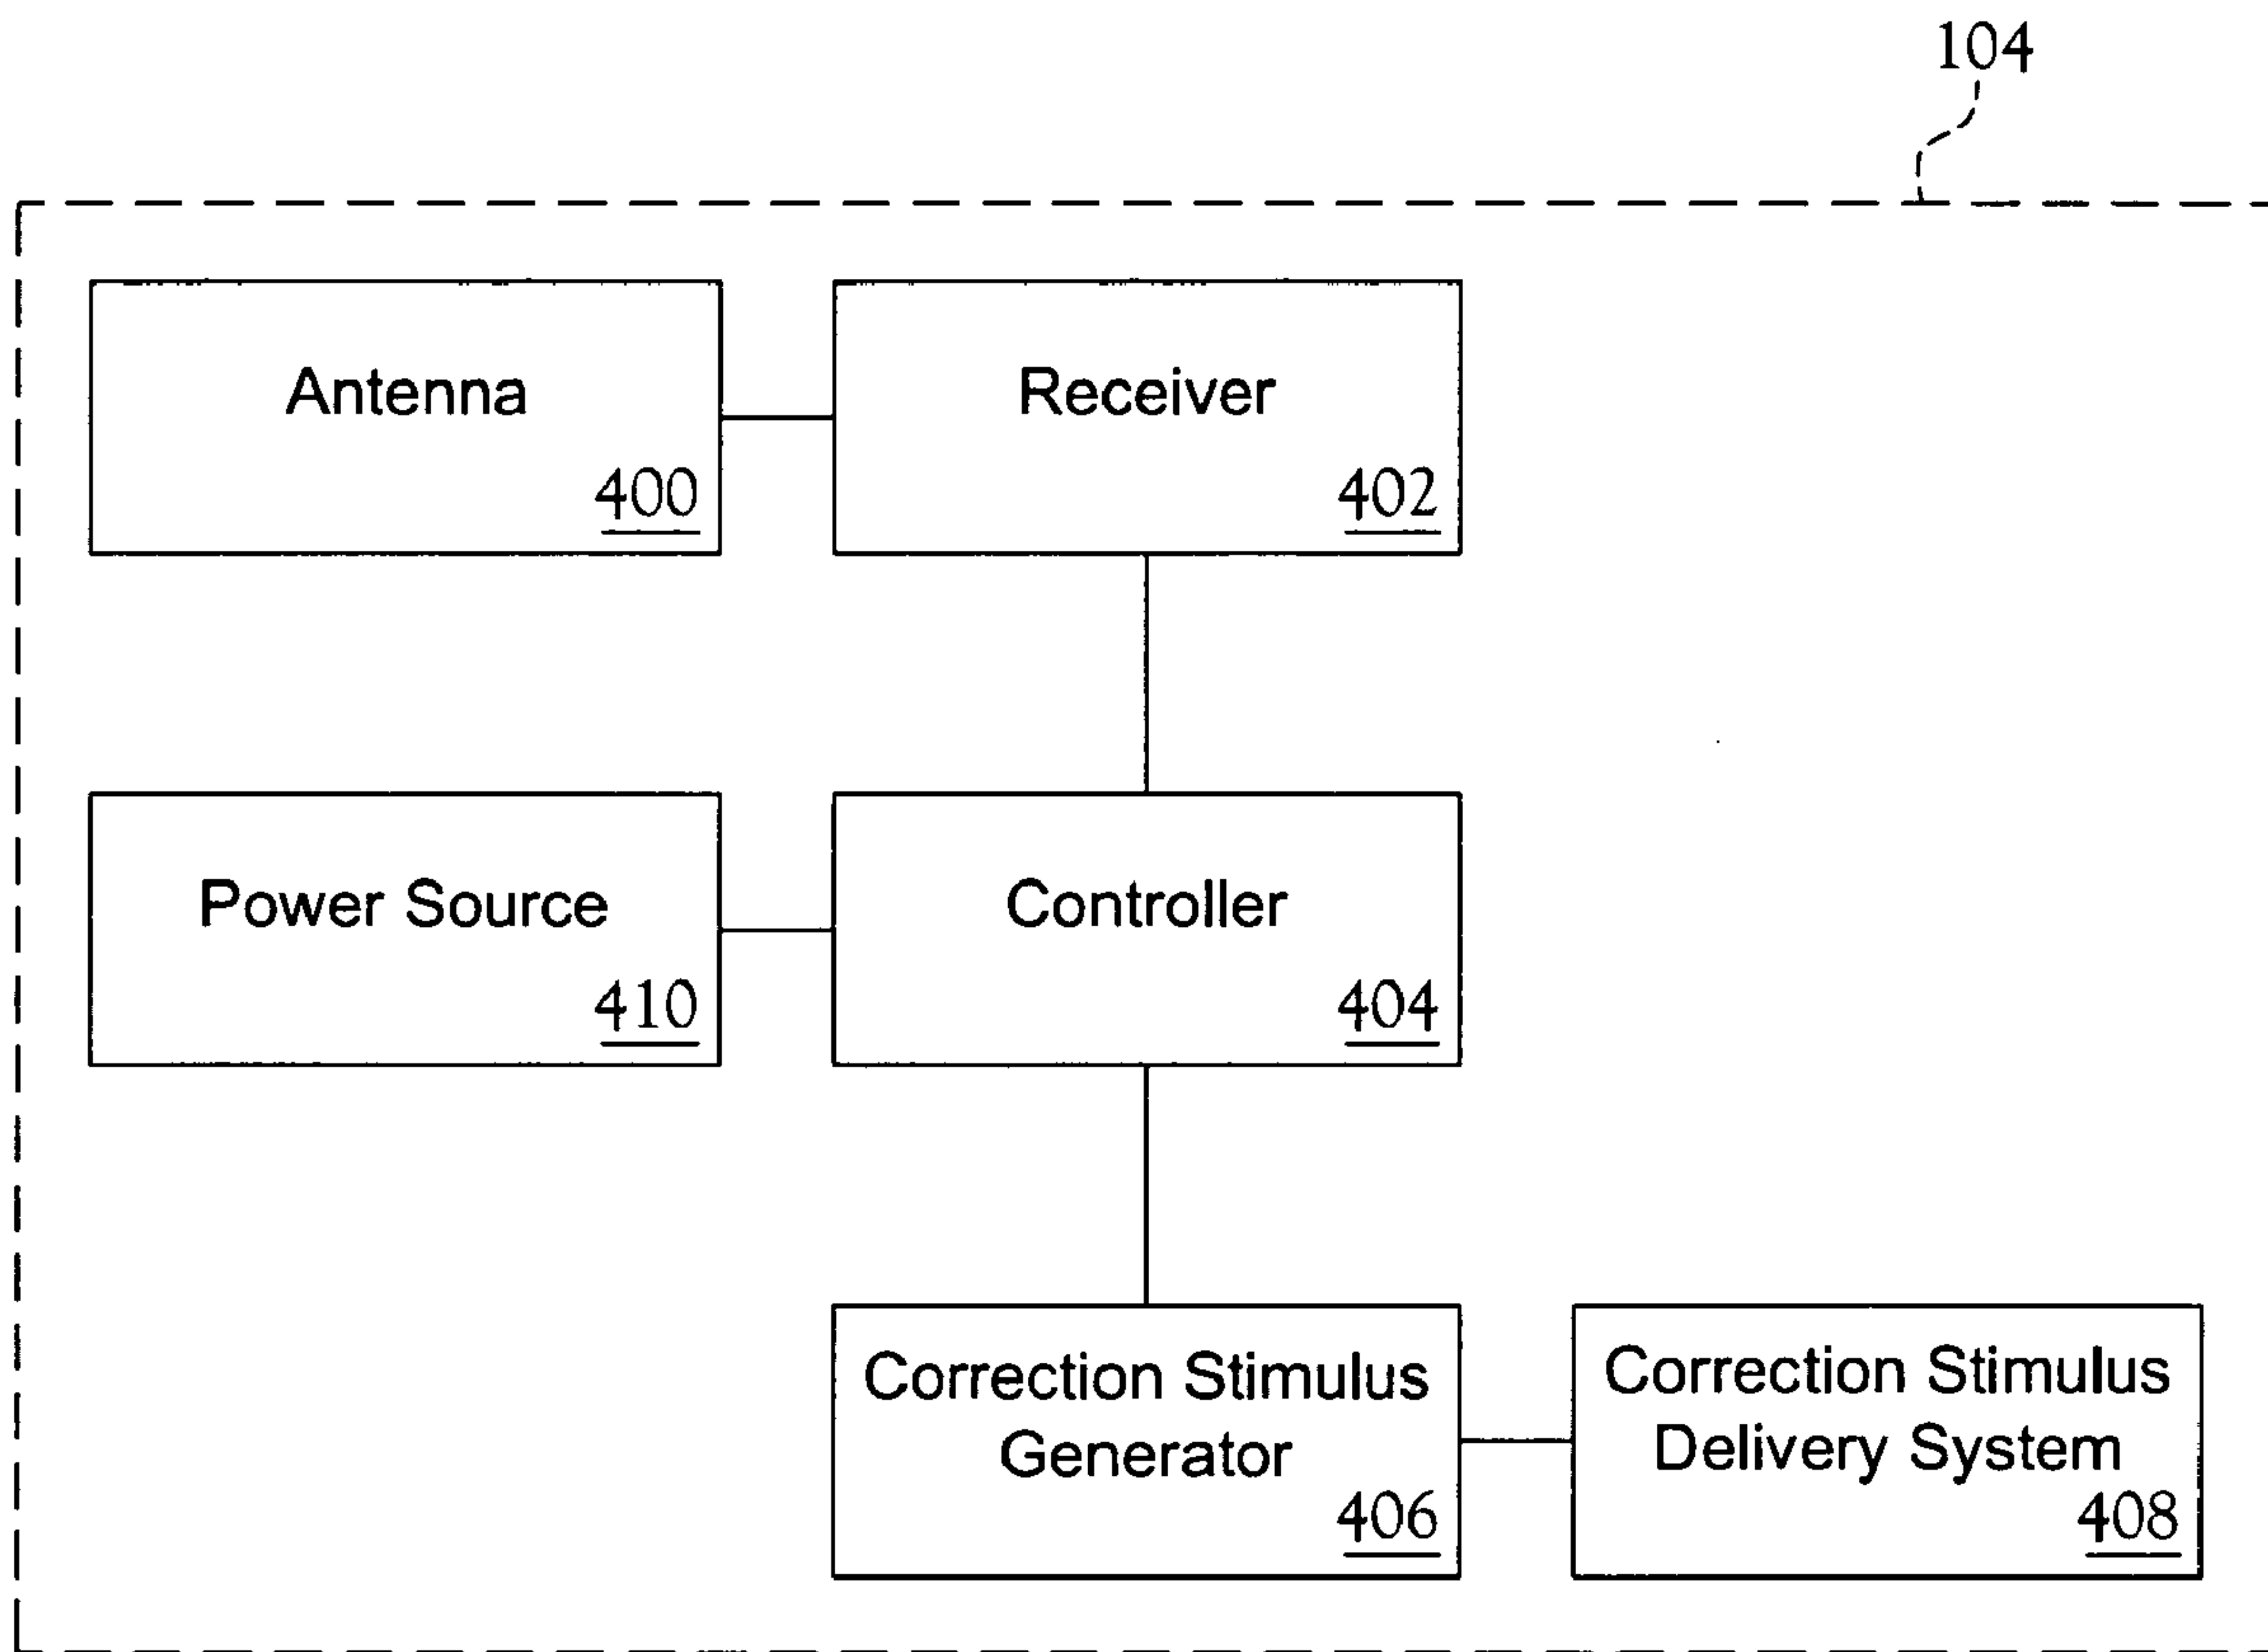 104
Antenna
400
Receiver
402
Power Source
410
Controller
404
Correction Stimulus
Generator
406
Correction Stimulus
Delivery System
408